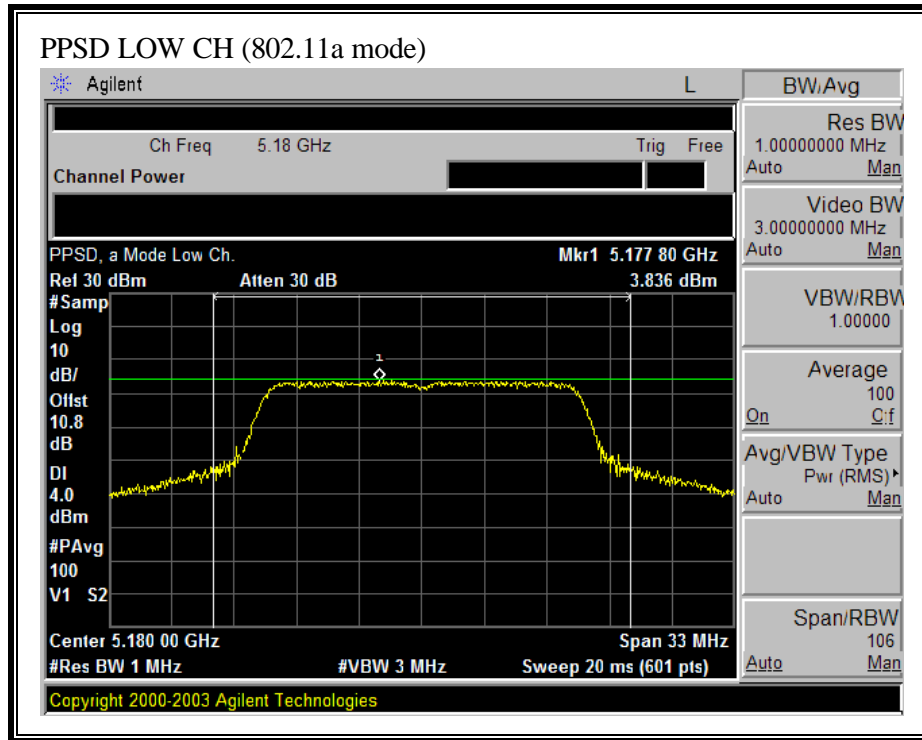 PPSD LOW CH (802.11a mode)
Agilent L BW/Avg
Ch Freq 5.18 GHz Trig Free
Channel Power
Res BW
1.00000000 MHz
Auto Man
Video BW
3.00000000 MHz
Auto Man
VBW/RBW
1.00000
Average
100
On Off
Avg/VBW Type
Pwr (RMS)
Auto Man
Span/RBW
106
Auto Man
PPSD, a Mode Low Ch. Mkr1 5.177 80 GHz
Ref 30 dBm Atten 30 dB 3.836 dBm
#Samp
Log
10
dB/
Offst
10.8
dB
DI
4.0
dBm
#PAvg
100
V1 S2
1
Center 5.180 00 GHz Span 33 MHz
#Res BW 1 MHz #VBW 3 MHz Sweep 20 ms (601 pts)
Copyright 2000-2003 Agilent Technologies